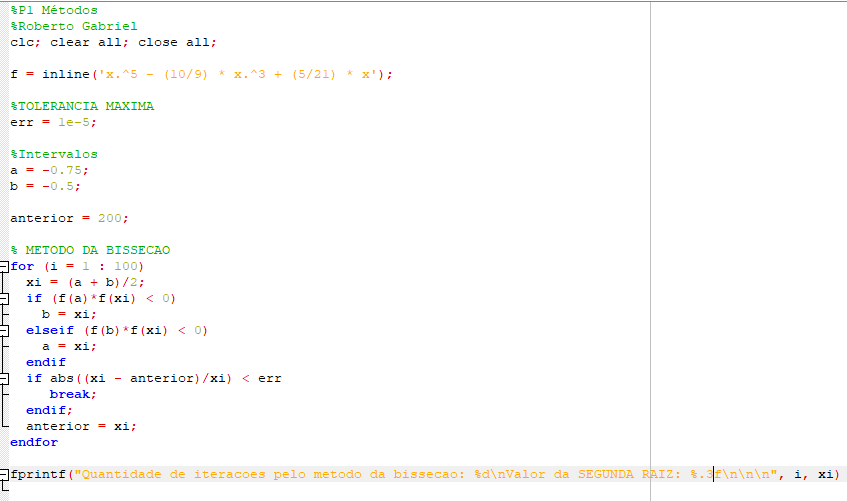 %P1 Métodos
%Roberto Gabriel
clc; clear all; close all;
f = inline('x.^5 - (10/9) * x.^3 + (5/21) * x');
%TOLERANCIA MAXIMA
err = 1e-5;
%Intervalos
a = -0.75;
b = -0.5;
anterior = 200;
% METODO DA BISSECAO
for (i = 1 : 100)
xi = (a + b)/2;
if (f(a)*f(xi) < 0)
b = xi;
elseif (f(b)*f(xi) < 0)
a = xi;
endif
if abs((xi - anterior)/xi) < err
break;
endif;
anterior = xi;
endfor
fprintf("Quantidade de iteracoes pelo metodo da bissecao: %d\nValor da SEGUNDA RAIZ: %.3f\n\n\n", i, xi)